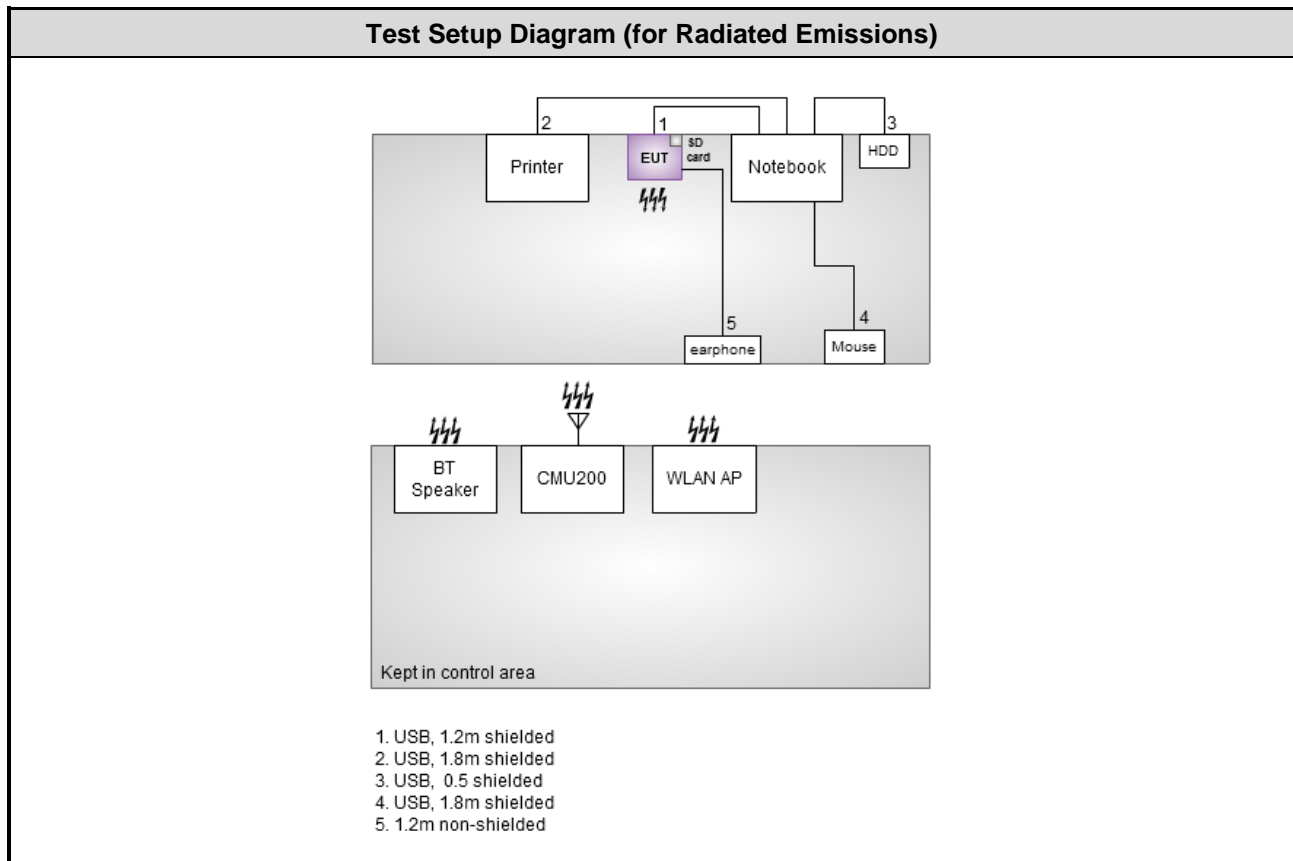 Test Setup Diagram (for Radiated Emissions)
2
1
3
Printer
EUT
SD
card
Notebook
HDD
5
4
earphone
Mouse
BT
Speaker
CMU200
WLAN AP
Kept in control area
1. USB, 1.2m shielded
2. USB, 1.8m shielded
3. USB, 0.5 shielded
4. USB, 1.8m shielded
5. 1.2m non-shielded